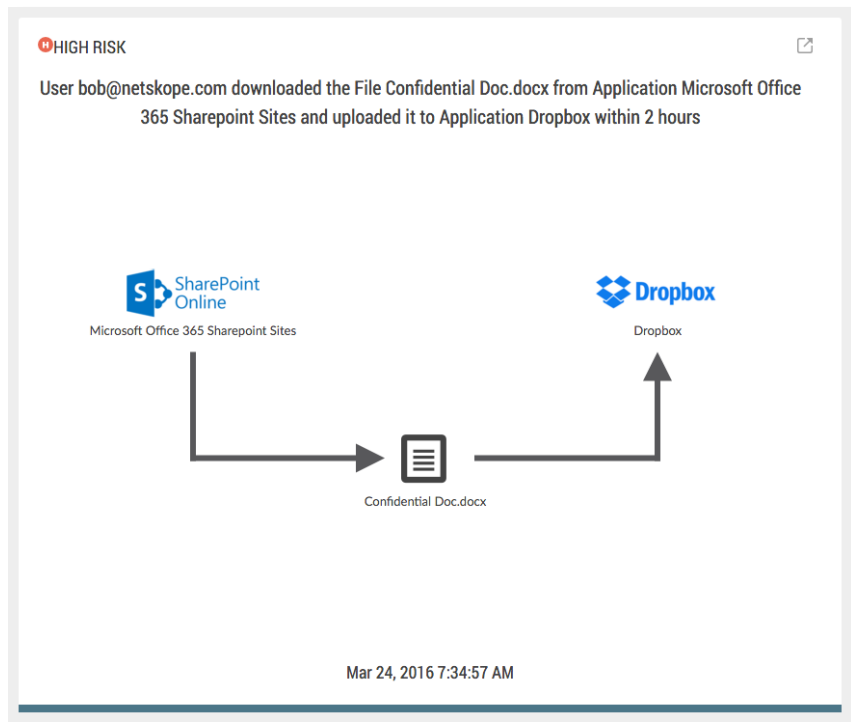 H HIGH RISK
User bob@netskope.com downloaded the File Confidential Doc.docx from Application Microsoft Office
365 Sharepoint Sites and uploaded it to Application Dropbox within 2 hours
S SharePoint
Online
Dropbox
Microsoft Office 365 Sharepoint Sites
Dropbox
Confidential Doc.docx
Mar 24, 2016 7:34:57 AM